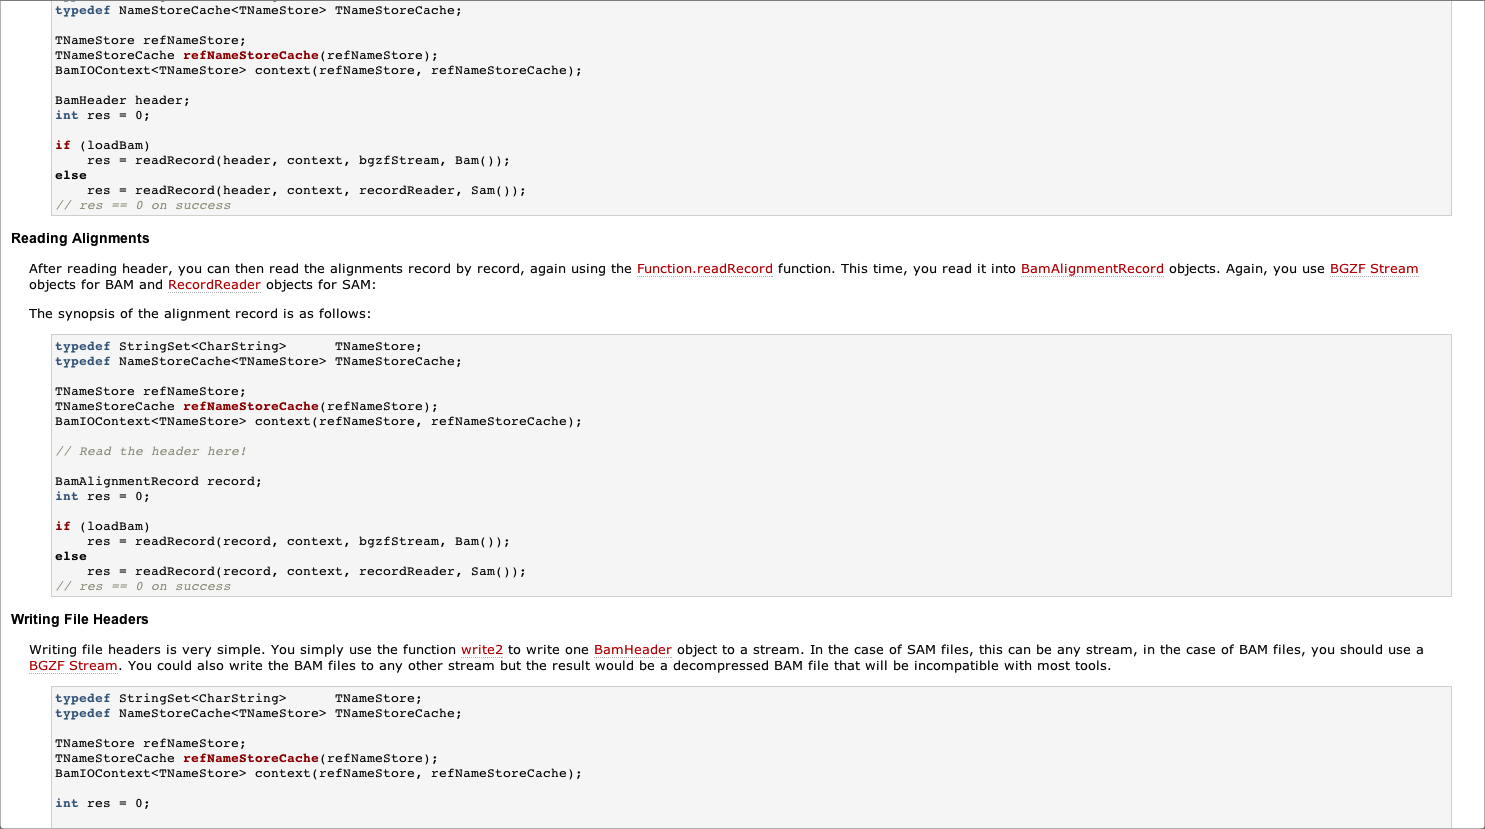 typedef NameStoreCache<TNameStore> TNameStoreCache;
TNameStore refNameStore;
TNameStoreCache refNameStoreCache(refNameStore);
BamIOContext<TNameStore> context(refNameStore, refNameStoreCache);
BamHeader header;
int res = 0;
if (loadBam)
    res = readRecord(header, context, bgzfStream, Bam());
else
    res = readRecord(header, context, recordReader, Sam());
// res == 0 on success
Reading Alignments
After reading header, you can then read the alignments record by record, again using the Function.readRecord function. This time, you read it into BamAlignmentRecord objects. Again, you use BGZF Stream
objects for BAM and RecordReader objects for SAM:
The synopsis of the alignment record is as follows:
typedef StringSet<CharString>      TNameStore;
typedef NameStoreCache<TNameStore> TNameStoreCache;
TNameStore refNameStore;
TNameStoreCache refNameStoreCache(refNameStore);
BamIOContext<TNameStore> context(refNameStore, refNameStoreCache);
// Read the header here!
BamAlignmentRecord record;
int res = 0;
if (loadBam)
    res = readRecord(record, context, bgzfStream, Bam());
else
    res = readRecord(record, context, recordReader, Sam());
// res == 0 on success
Writing File Headers
Writing file headers is very simple. You simply use the function write2 to write one BamHeader object to a stream. In the case of SAM files, this can be any stream, in the case of BAM files, you should use a
BGZF Stream. You could also write the BAM files to any other stream but the result would be a decompressed BAM file that will be incompatible with most tools.
typedef StringSet<CharString>      TNameStore;
typedef NameStoreCache<TNameStore> TNameStoreCache;
TNameStore refNameStore;
TNameStoreCache refNameStoreCache(refNameStore);
BamIOContext<TNameStore> context(refNameStore, refNameStoreCache);
int res = 0;